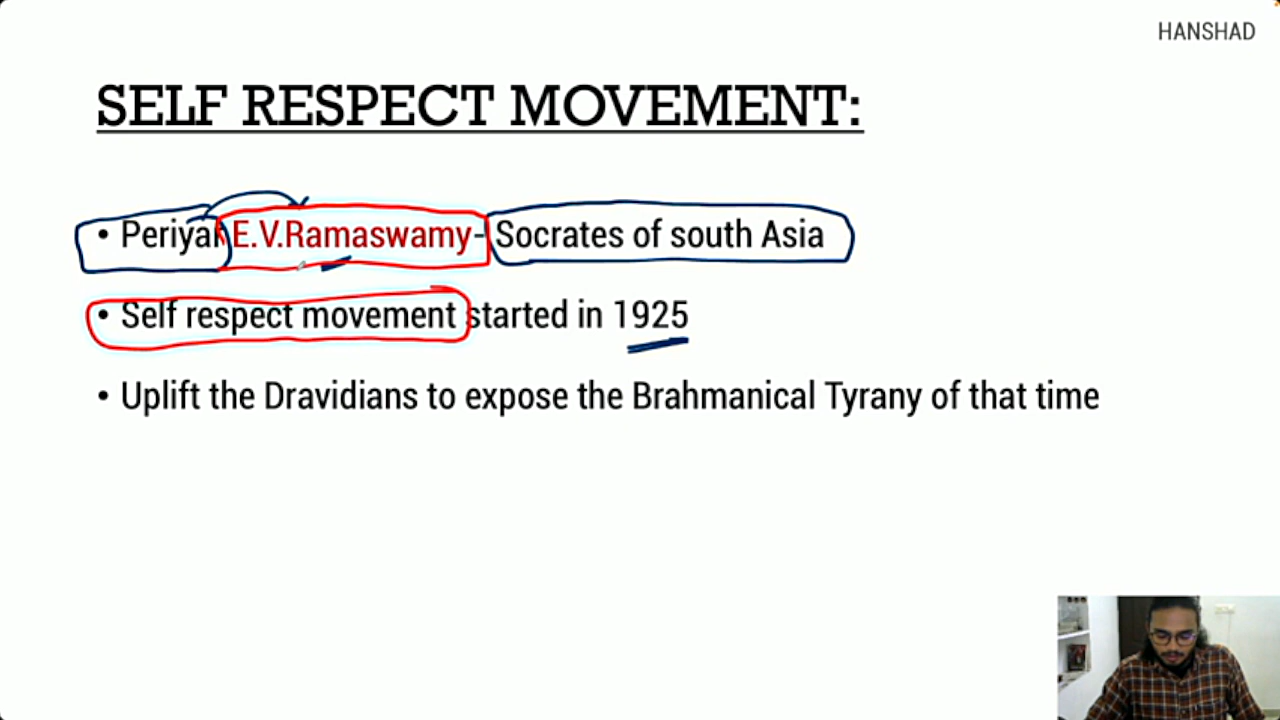 HANSHAD
SELF RESPECT MOVEMENT:
• Periyar E.V.Ramaswamy- Socrates of south Asia
• Self respect movement started in 1925
• Uplift the Dravidians to expose the Brahmanical Tyrany of that time